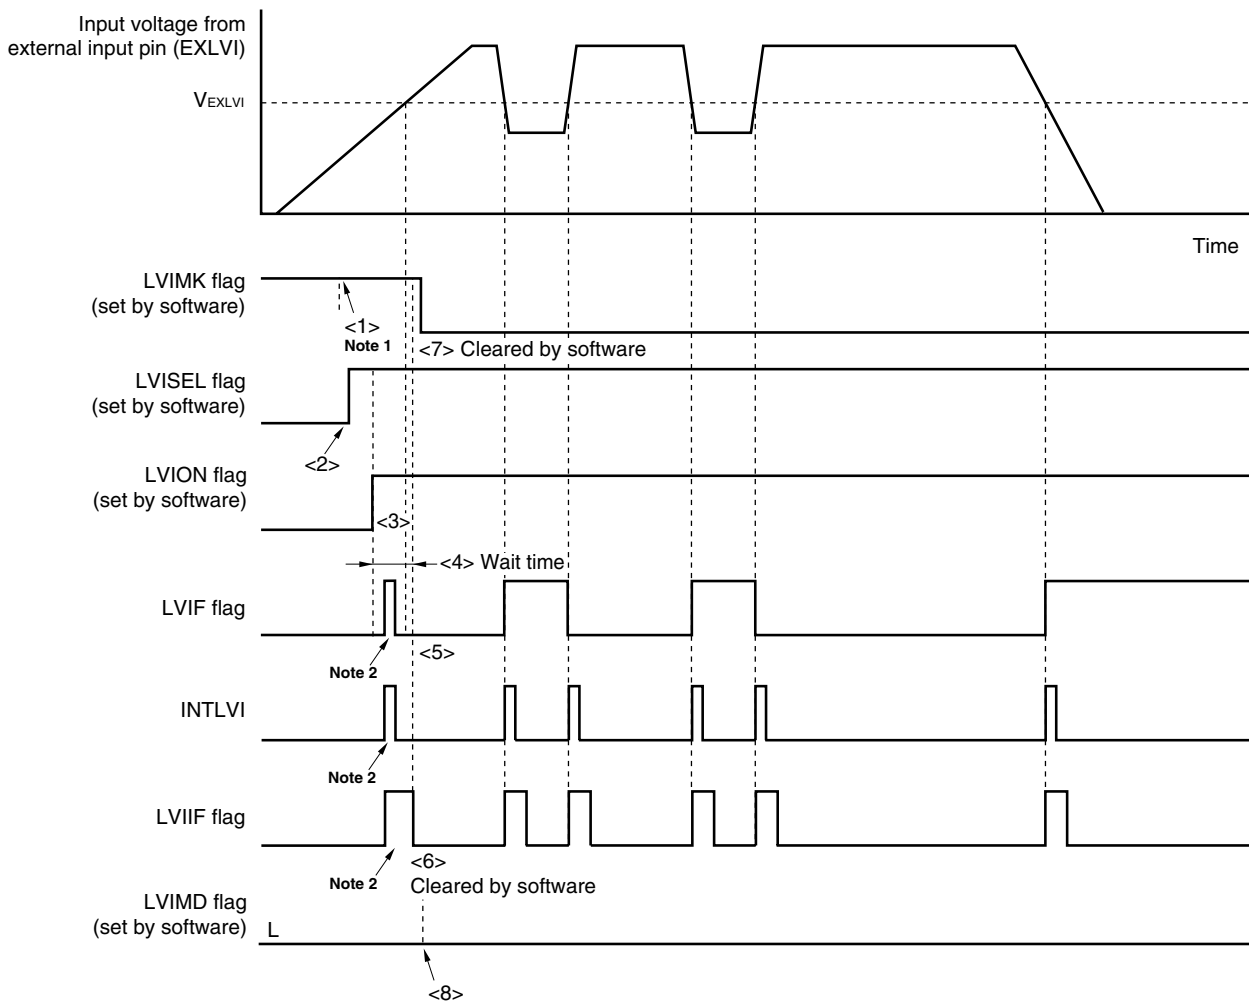 Input voltage from
external input pin (EXLVI)
VEXLVI
Time
LVIMK flag
(set by software)
<1>
Note 1
<7> Cleared by software
LVISEL flag
(set by software)
<2>
LVION flag
(set by software)
<3>
<4> Wait time
LVIF flag
Note 2
<5>
INTLVI
Note 2
LVIIF flag
Note 2
<6>
Cleared by software
LVIMD flag
(set by software)
L
<8>